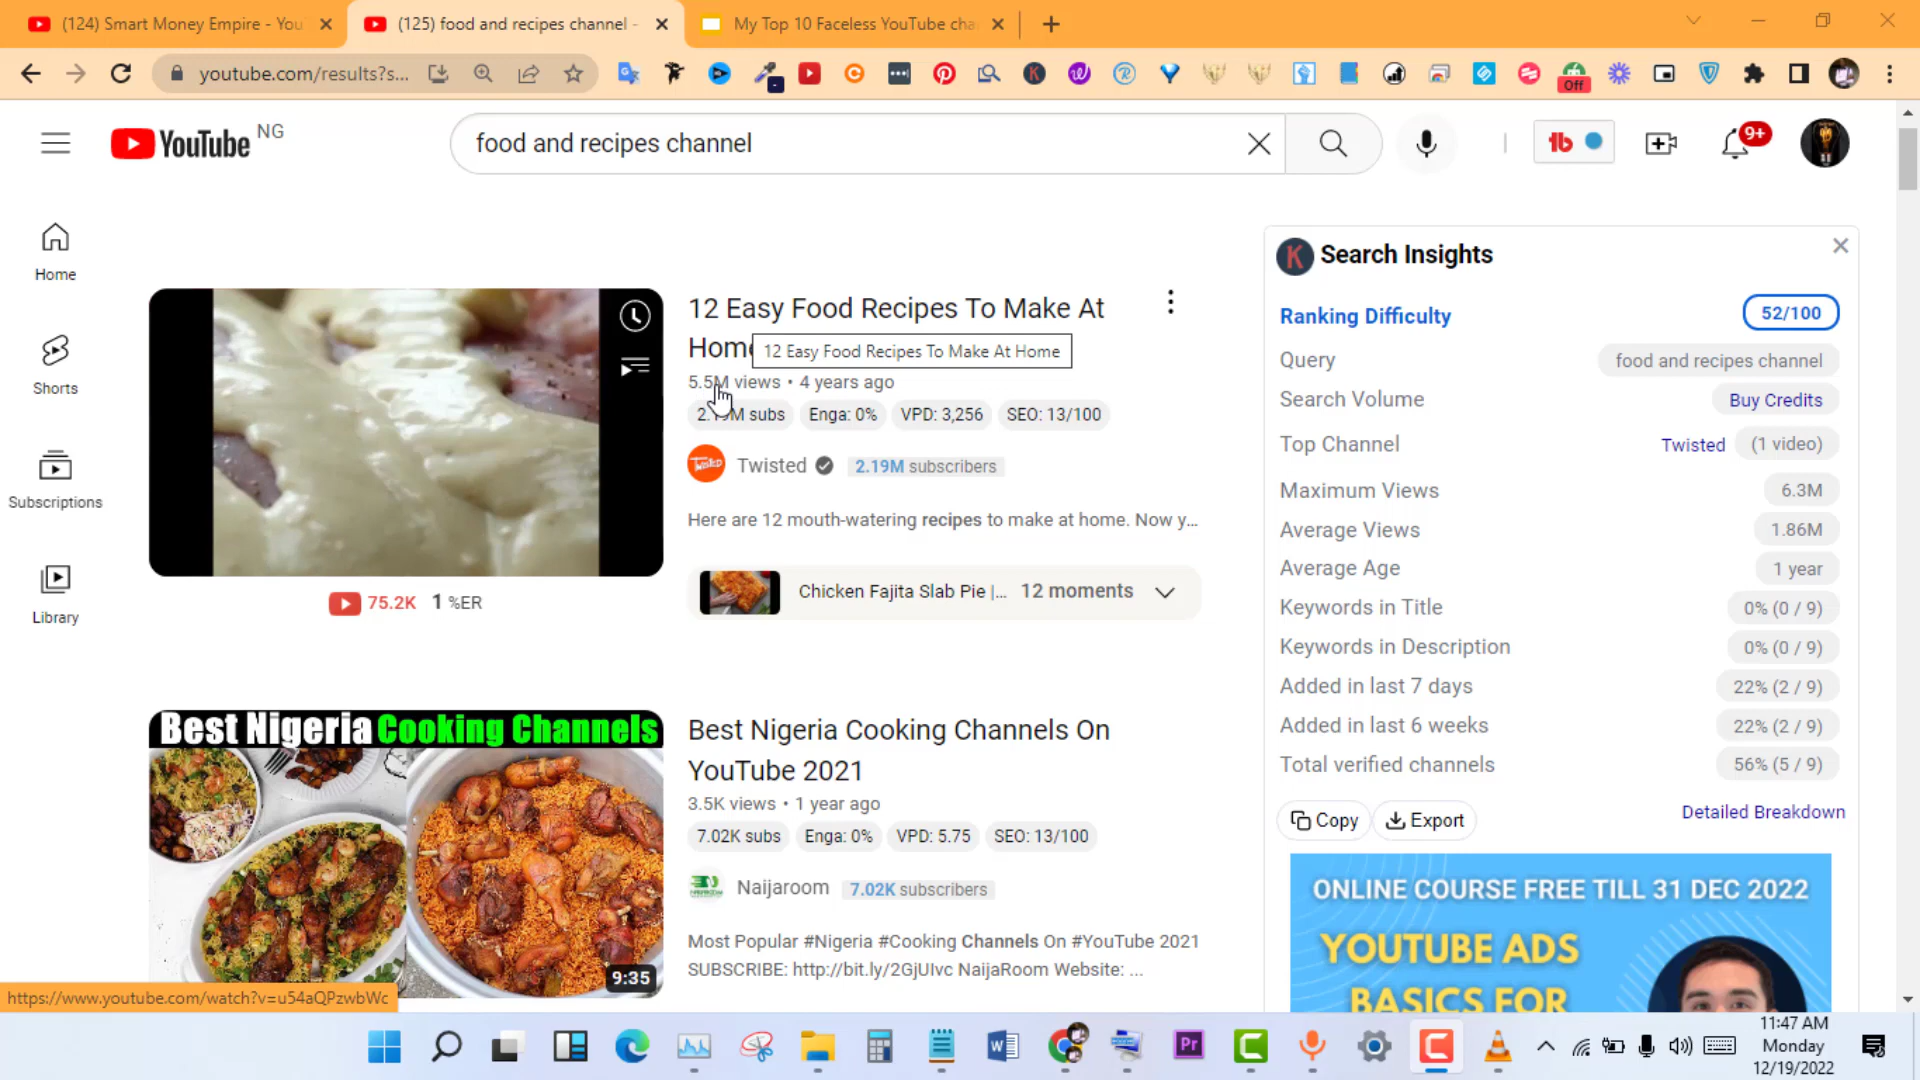 (124) Smart Money Empire - You
(125) food and recipes channel -
My Top 10 Faceless YouTube cha
youtube.com/results?s...
Off
YouTube NG
food and recipes channel
9+
Home
Shorts
Subscriptions
Library
12 Easy Food Recipes To Make At
Home
12 Easy Food Recipes To Make At Home
5.5M views • 4 years ago
2.19M subs Enga: 0% VPD: 3,256 SEO: 13/100
Twisted 2.19M subscribers
Here are 12 mouth-watering recipes to make at home. Now y...
Chicken Fajita Slab Pie |... 12 moments
75.2K 1 %ER
Best Nigeria Cooking Channels
9:35
Best Nigeria Cooking Channels On
YouTube 2021
3.5K views • 1 year ago
7.02K subs Enga: 0% VPD: 5.75 SEO: 13/100
Naijaroom 7.02K subscribers
Most Popular #Nigeria #Cooking Channels On #YouTube 2021
SUBSCRIBE: http://bit.ly/2GjUIvc NaijaRoom Website: ...
Search Insights
Ranking Difficulty 52/100
Query food and recipes channel
Search Volume Buy Credits
Top Channel Twisted (1 video)
Maximum Views 6.3M
Average Views 1.86M
Average Age 1 year
Keywords in Title 0% (0 / 9)
Keywords in Description 0% (0 / 9)
Added in last 7 days 22% (2 / 9)
Added in last 6 weeks 22% (2 / 9)
Total verified channels 56% (5 / 9)
Copy Export Detailed Breakdown
ONLINE COURSE FREE TILL 31 DEC 2022
YOUTUBE ADS
BASICS FOR
https://www.youtube.com/watch?v=u54aQPzwbWc
11:47 AM
Monday
12/19/2022